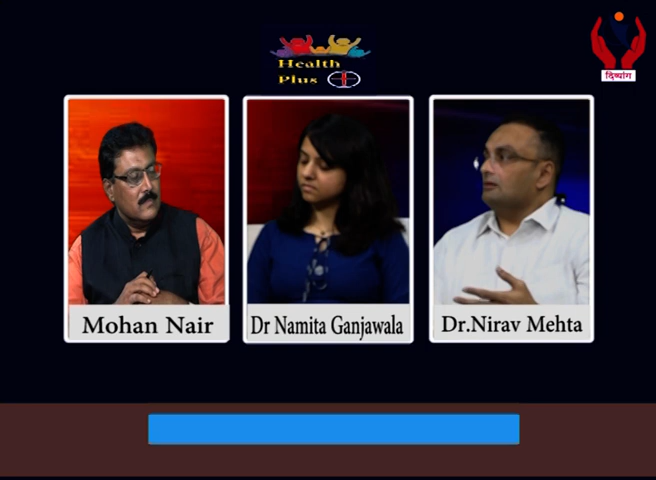 Health
Plus
दिव्यांग
Mohan Nair
Dr Namita Ganjawala
Dr.Nirav Mehta